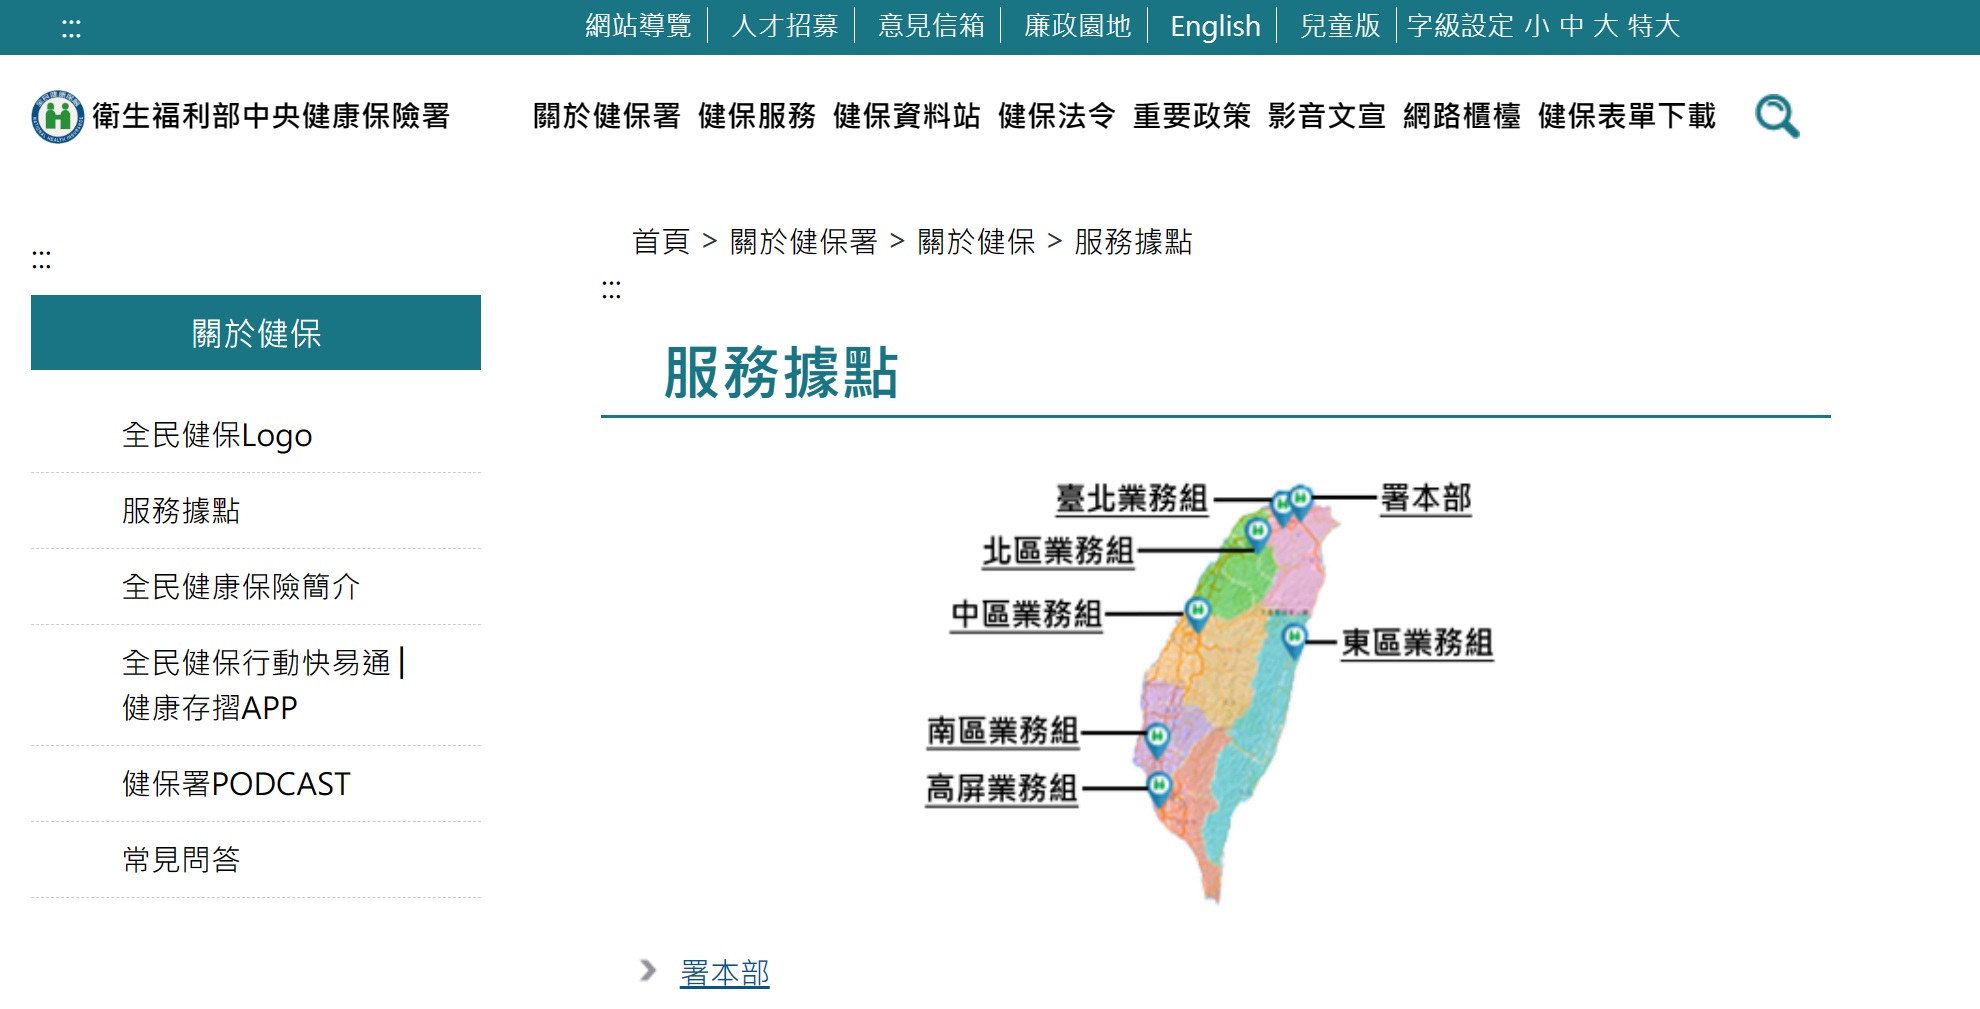 :::
網站導覽 人才招募 意見信箱 廉政園地 English 兒童版 字級設定 小 中 大 特大
衛生福利部中央健康保險署
關於健保署 健保服務 健保資料站 健保法令 重要政策 影音文宣 網路櫃檯 健保表單下載
:::
關於健保
全民健保Logo
服務據點
全民健康保險簡介
全民健保行動快易通|
健康存摺APP
健保署PODCAST
常見問答
首頁 > 關於健保署 > 關於健保 > 服務據點
:::
服務據點
臺北業務組
署本部
北區業務組
中區業務組
東區業務組
南區業務組
高屏業務組
署本部